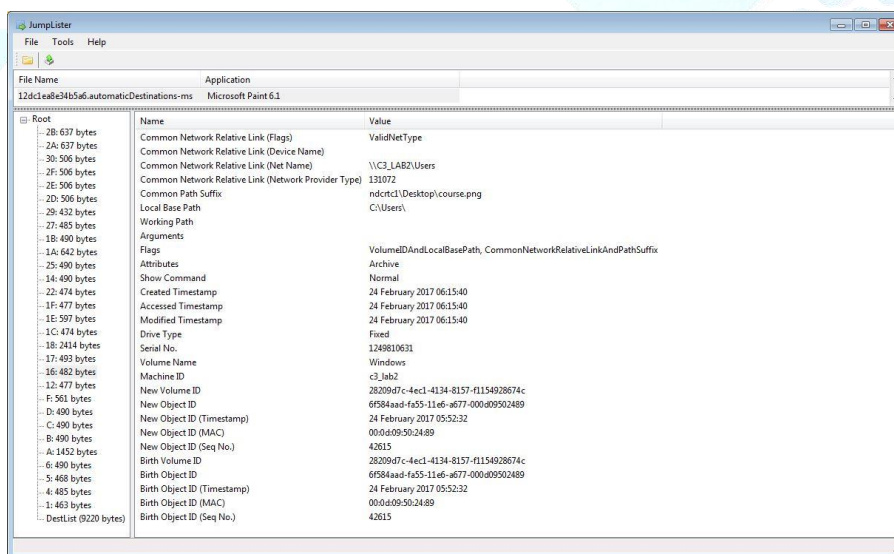 JumpLister
File Tools Help
File Name Application
12dc1ea8e34b5a6.automaticDestinations-ms Microsoft Paint 6.1
Root
2B: 637 bytes
2A: 637 bytes
30: 506 bytes
2F: 506 bytes
2E: 506 bytes
2D: 506 bytes
29: 432 bytes
27: 485 bytes
1B: 490 bytes
1A: 642 bytes
25: 490 bytes
14: 490 bytes
22: 474 bytes
1F: 477 bytes
1E: 597 bytes
1C: 474 bytes
18: 2414 bytes
17: 493 bytes
16: 482 bytes
12: 477 bytes
F: 561 bytes
D: 490 bytes
C: 490 bytes
B: 490 bytes
A: 1452 bytes
6: 490 bytes
5: 468 bytes
4: 485 bytes
1: 463 bytes
DestList (9220 bytes)
Name Value
Common Network Relative Link (Flags) ValidNetType
Common Network Relative Link (Device Name)
Common Network Relative Link (Net Name) \\C3_LAB2\Users
Common Network Relative Link (Network Provider Type) 131072
Common Path Suffix ndcrtc1\Desktop\course.png
Local Base Path C:\Users\
Working Path
Arguments
Flags VolumeIDAndLocalBasePath, CommonNetworkRelativeLinkAndPathSuffix
Attributes Archive
Show Command Normal
Created Timestamp 24 February 2017 06:15:40
Accessed Timestamp 24 February 2017 06:15:40
Modified Timestamp 24 February 2017 06:15:40
Drive Type Fixed
Serial No. 1249810631
Volume Name Windows
Machine ID c3_lab2
New Volume ID 28209d7c-4ec1-4134-8157-f1154928674c
New Object ID 6f584aad-fa55-11e6-a677-000d09502489
New Object ID (Timestamp) 24 February 2017 05:52:32
New Object ID (MAC) 00:0d:09:50:24:89
New Object ID (Seq No.) 42615
Birth Volume ID 28209d7c-4ec1-4134-8157-f1154928674c
Birth Object ID 6f584aad-fa55-11e6-a677-000d09502489
Birth Object ID (Timestamp) 24 February 2017 05:52:32
Birth Object ID (MAC) 00:0d:09:50:24:89
Birth Object ID (Seq No.) 42615